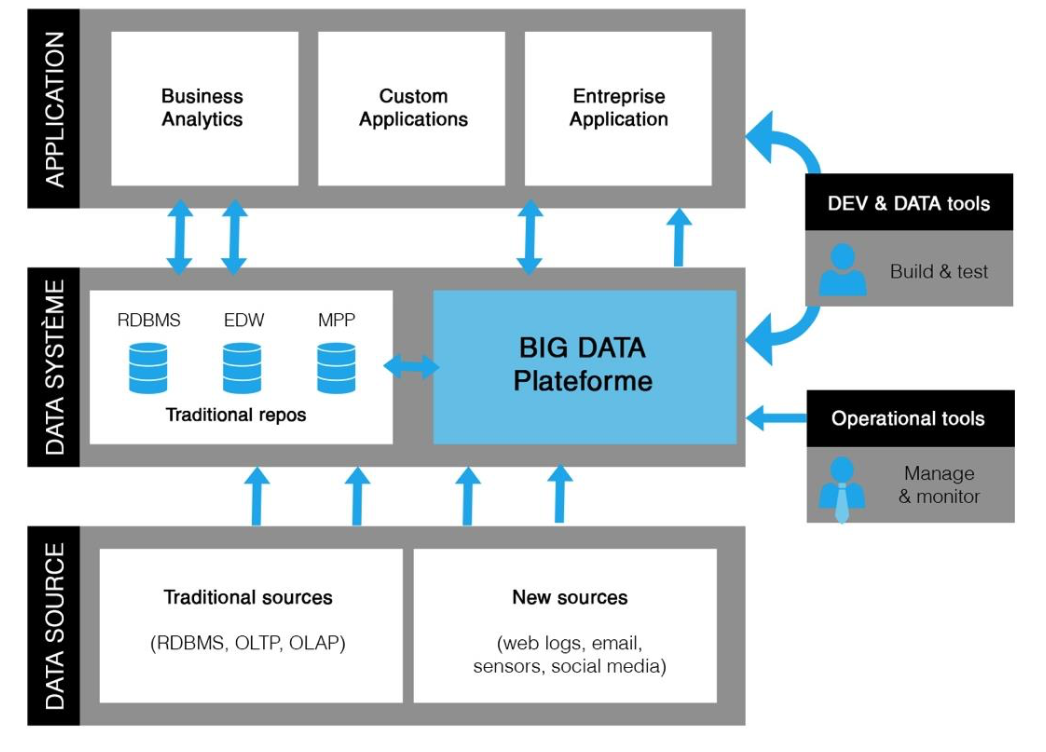 APPLICATION
Business
Analytics
Custom
Applications
Entreprise
Application
DEV & DATA tools
Build & test
DATA SYSTÈME
RDBMS
EDW
MPP
Traditional repos
BIG DATA
Plateforme
Operational tools
Manage
& monitor
DATA SOURCE
Traditional sources
(RDBMS, OLTP, OLAP)
New sources
(web logs, email,
sensors, social media)